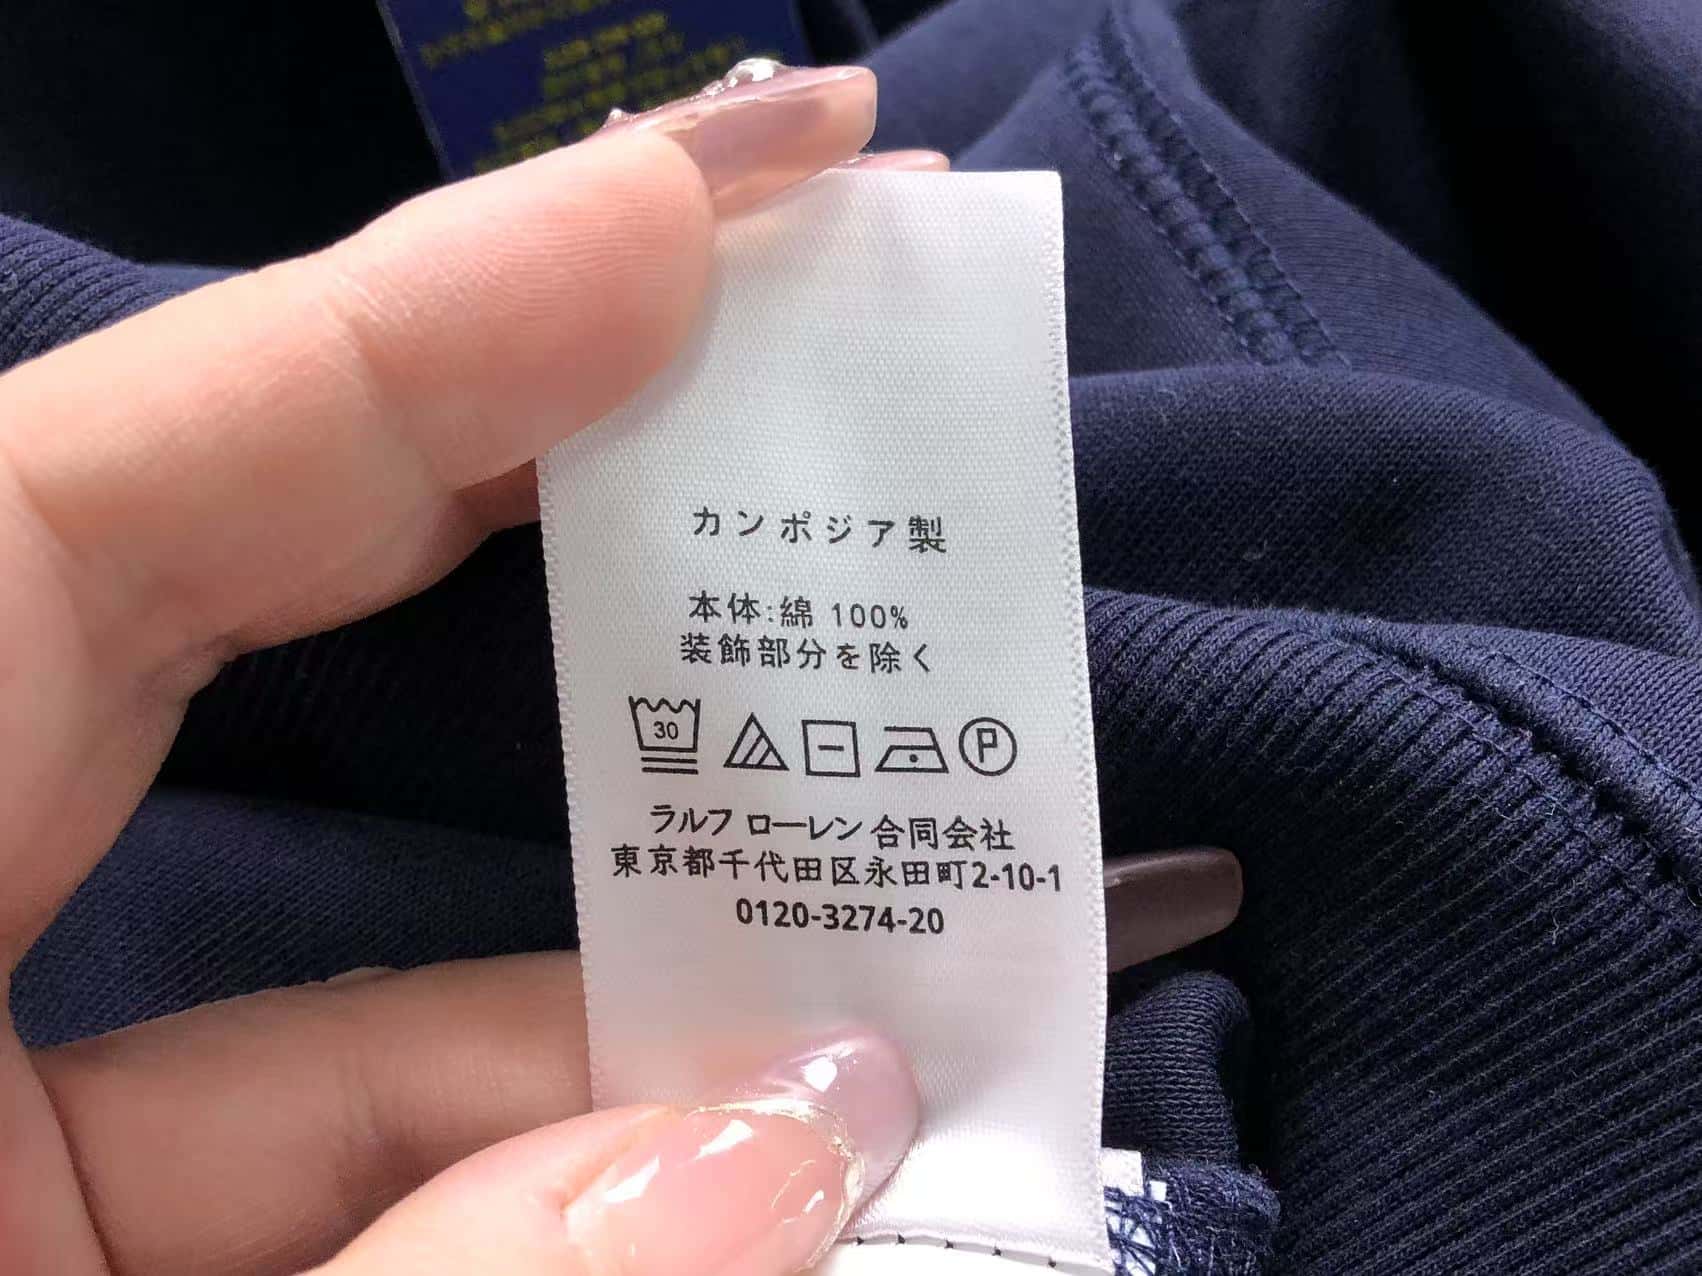 カンボジア製
本体:綿 100%
装飾部分を除く
30
P
ラルフ ローレン 合同会社
東京都千代田区永田町2-10-1
0120-3274-20